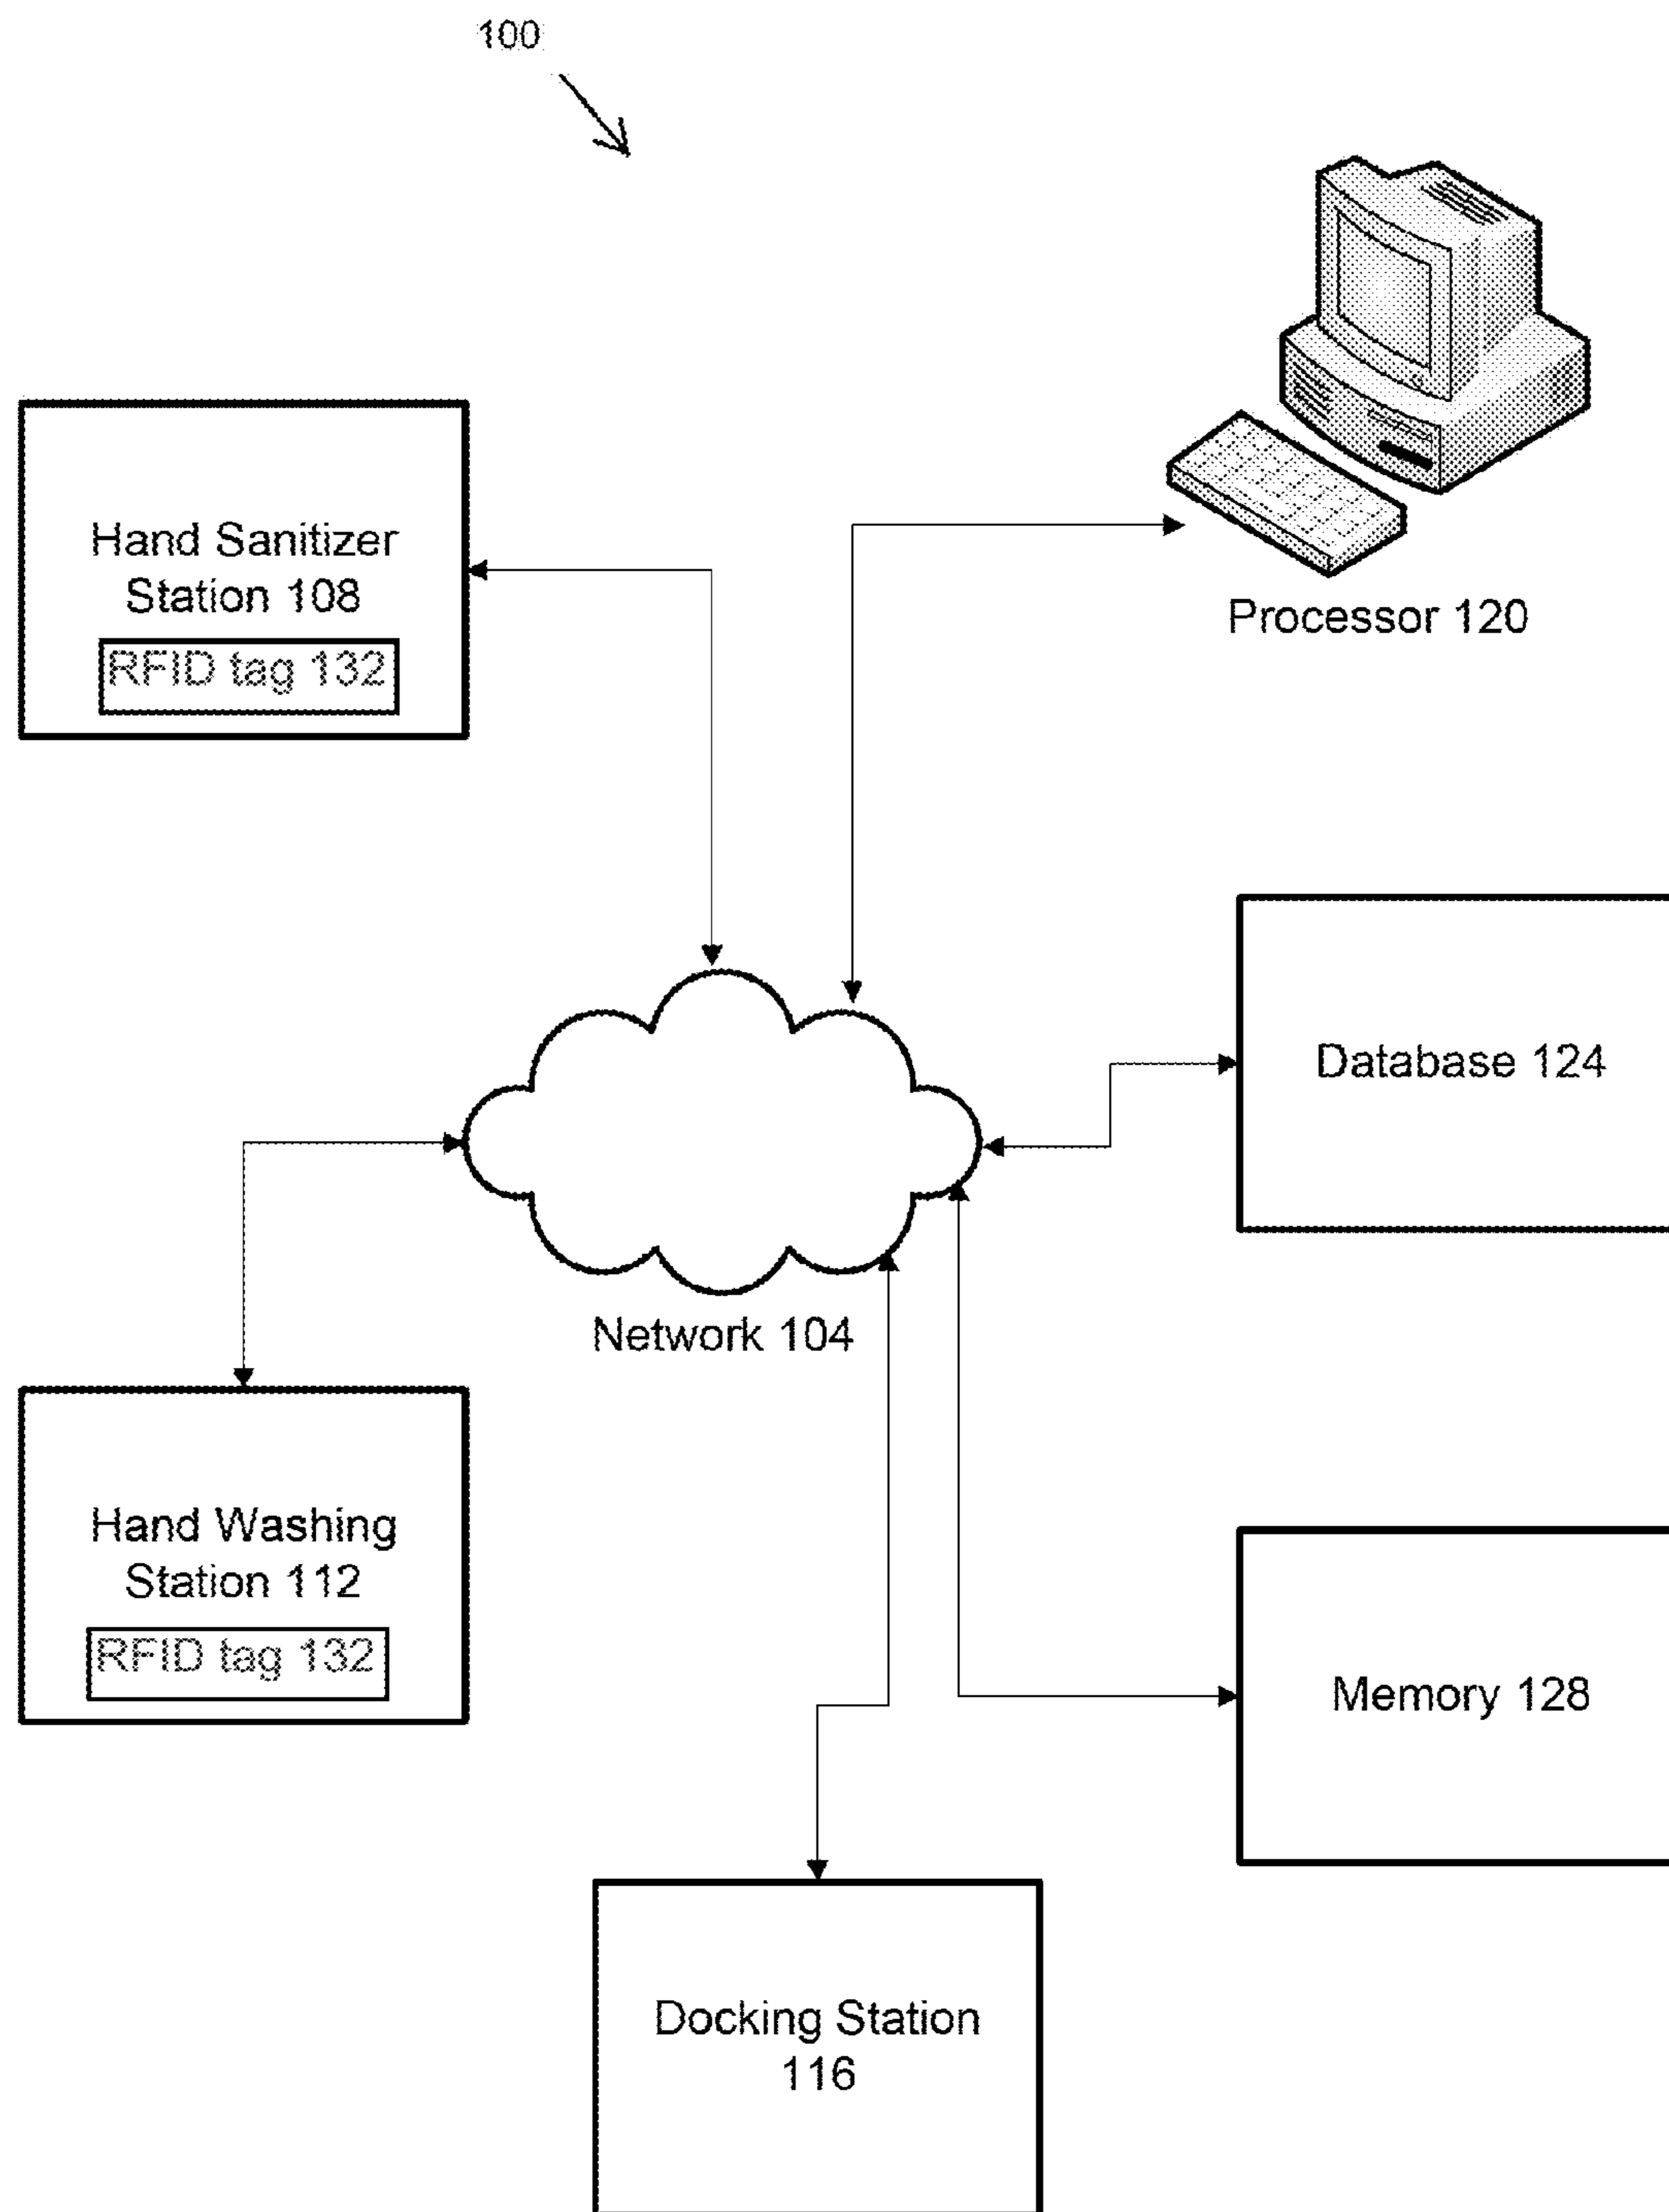 100
Hand Sanitizer
Station 108
RFID tag 132
Processor 120
Database 124
Network 104
Hand Washing
Station 112
RFID tag 132
Memory 128
Docking Station
116